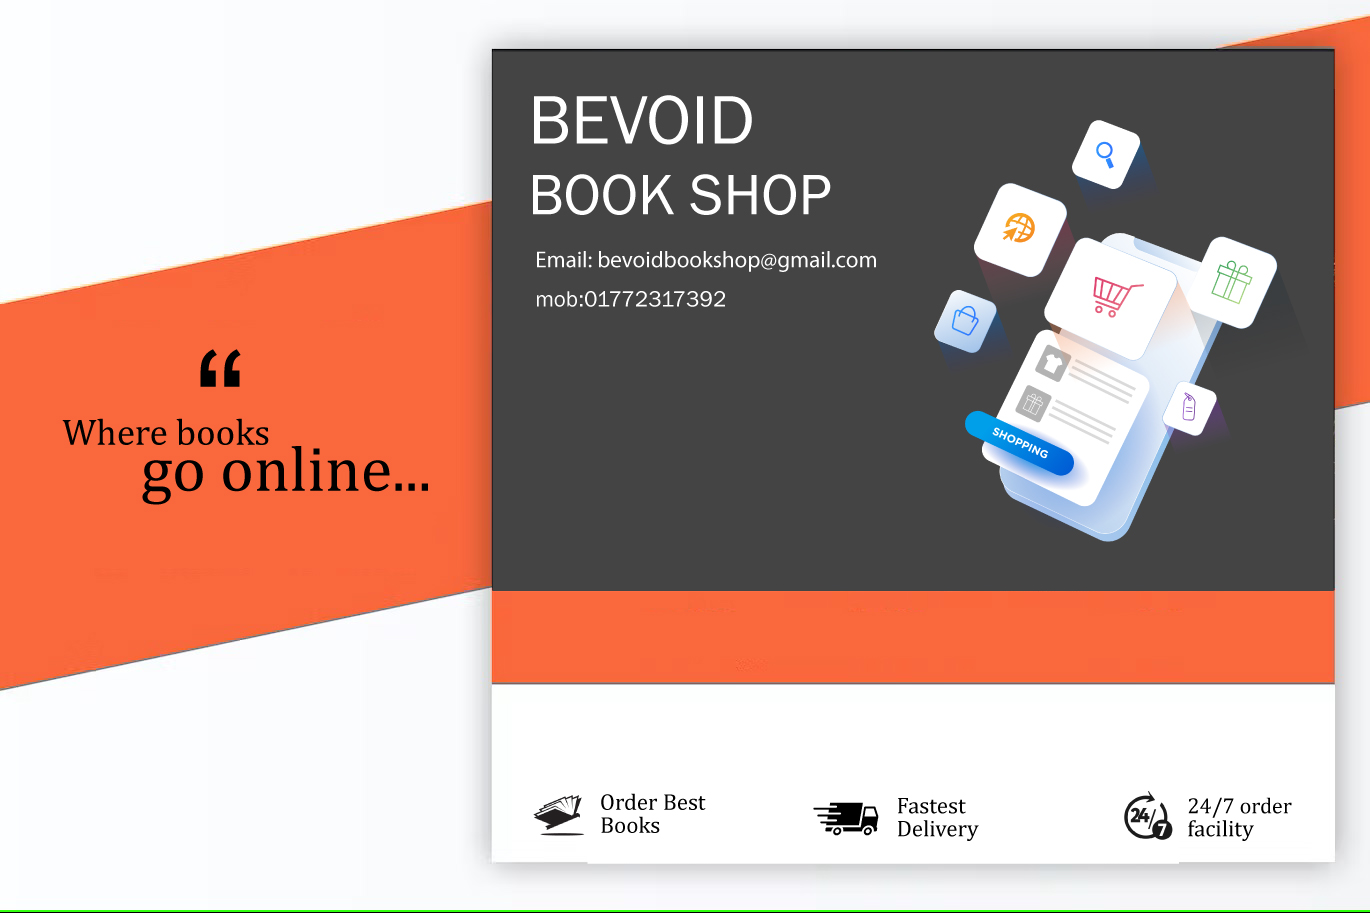 BEVOID
BOOK SHOP
Email: bevoidbookshop@gmail.com
mob:01772317392
“
Where books
go online...
SHOPPING
Order Best
Books
Fastest
Delivery
24/7
24/7 order
facility